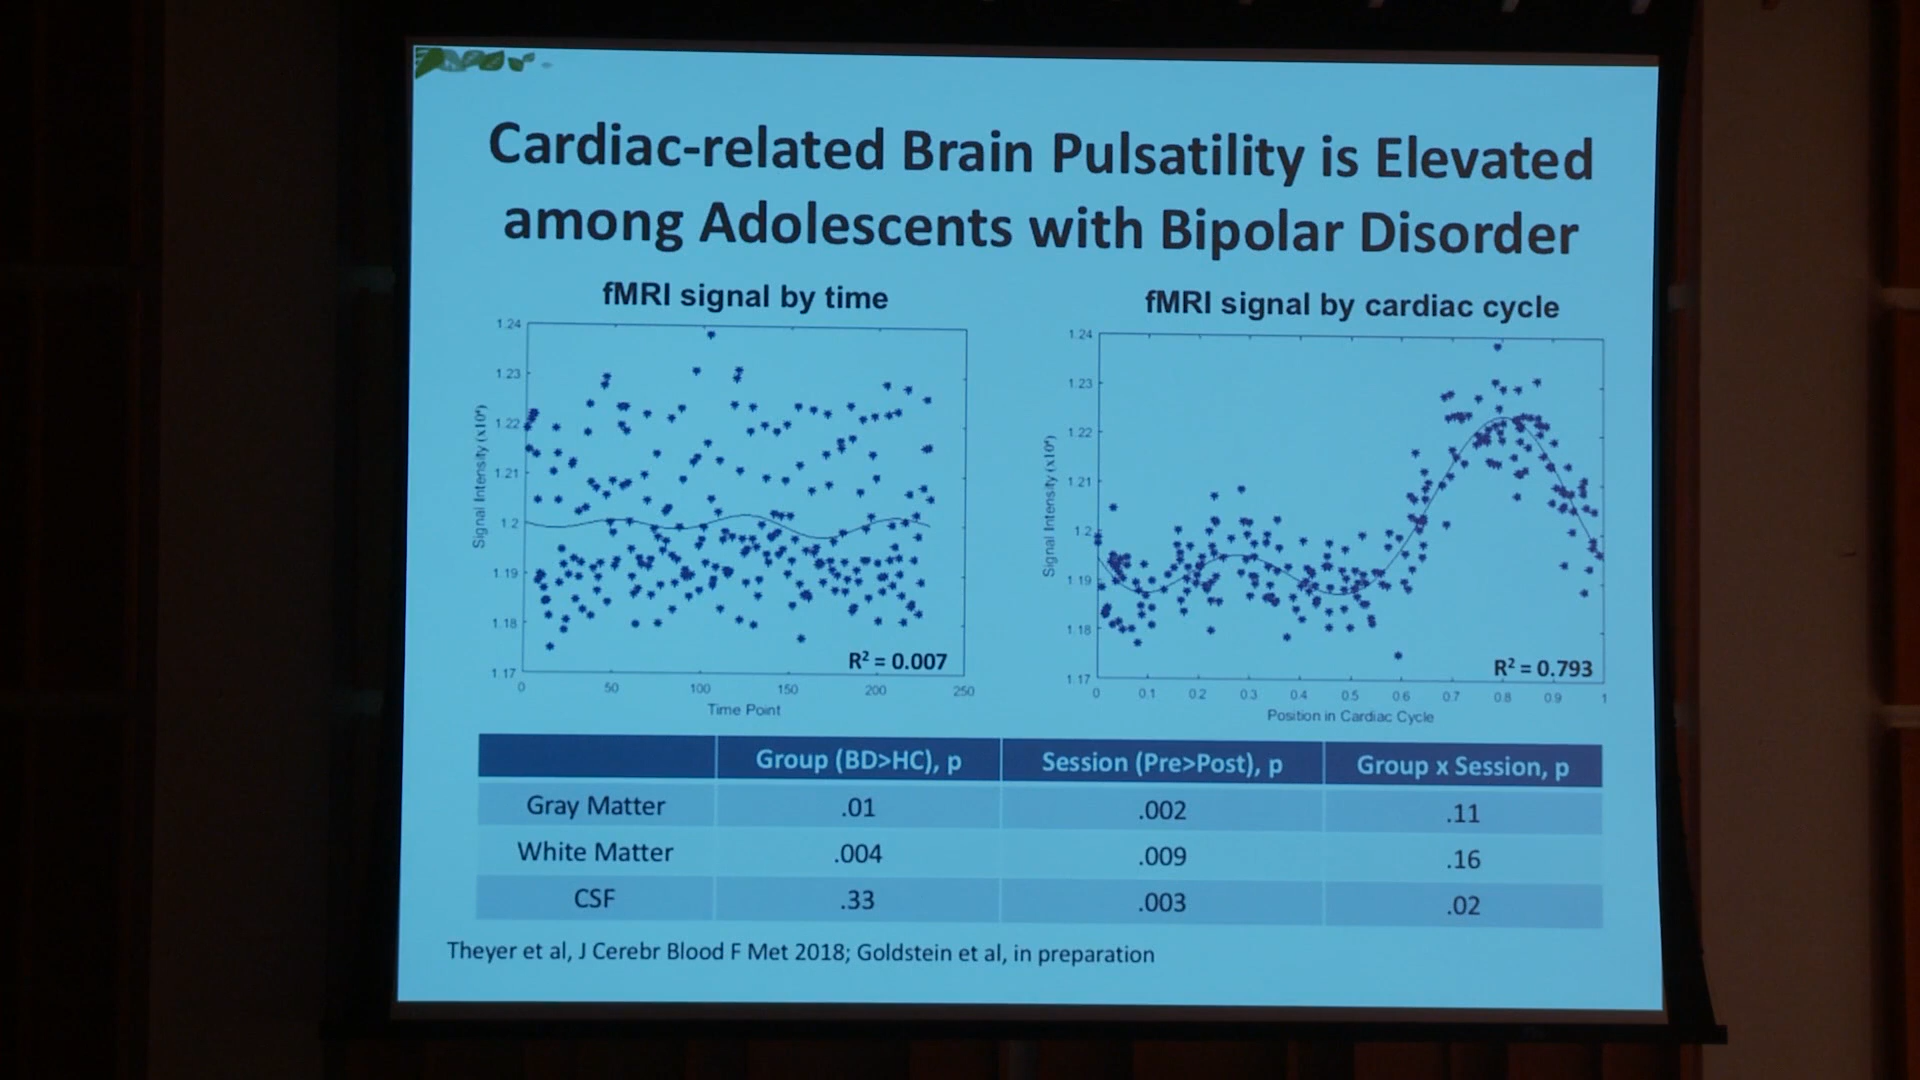 Cardiac-related Brain Pulsatility is Elevated
among Adolescents with Bipolar Disorder
fMRI signal by time
1.24
1.23
1.22
1.21
1.2
1.19
1.18
1.17
Signal Intensity (x10⁴)
0 50 100 150 200 250
Time Point
R² = 0.007
fMRI signal by cardiac cycle
1.24
1.23
1.22
1.21
1.2
1.19
1.18
1.17
Signal Intensity (x10⁴)
0 0.1 0.2 0.3 0.4 0.5 0.6 0.7 0.8 0.9 1
Position in Cardiac Cycle
R² = 0.793
Group (BD>HC), p Session (Pre>Post), p Group x Session, p
Gray Matter .01 .002 .11
White Matter .004 .009 .16
CSF .33 .003 .02
Theyer et al, J Cerebr Blood F Met 2018; Goldstein et al, in preparation